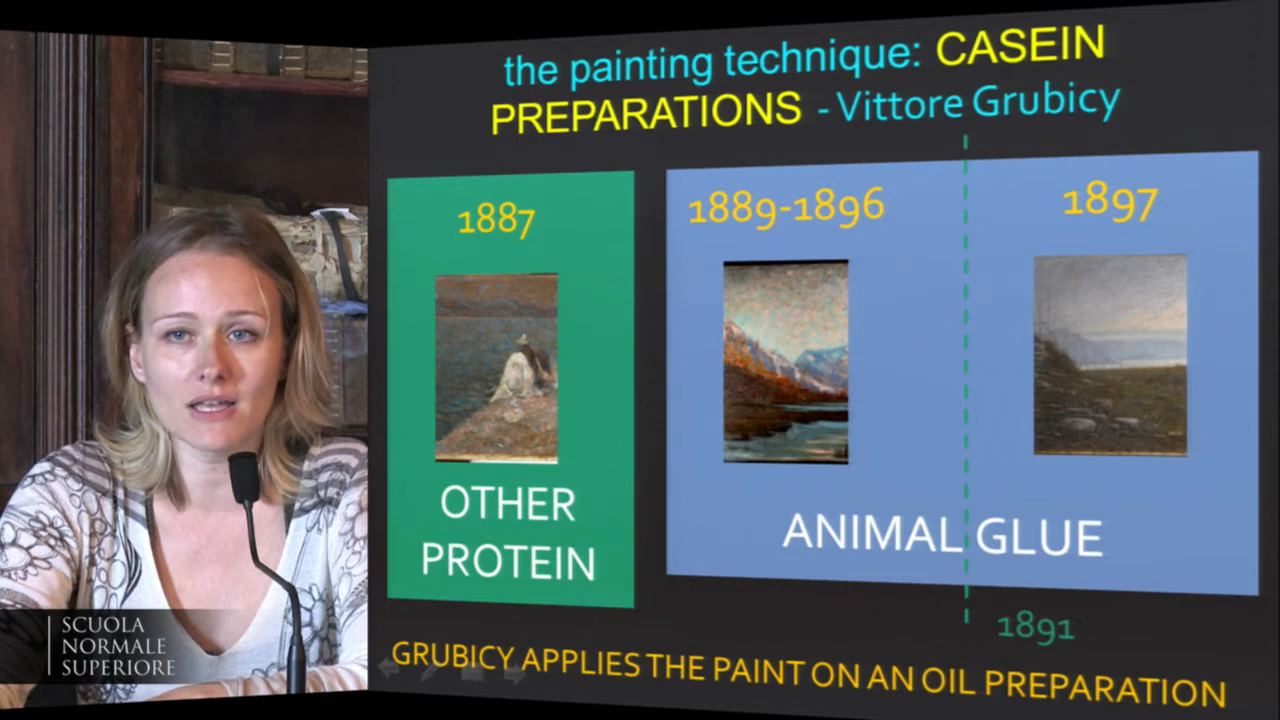 the painting technique: CASEIN
PREPARATIONS - Vittore Grubicy
1887
1889-1896
1897
OTHER
PROTEIN
ANIMAL GLUE
1891
GRUBICY APPLIES THE PAINT ON AN OIL PREPARATION
SCUOLA
NORMALE
SUPERIORE